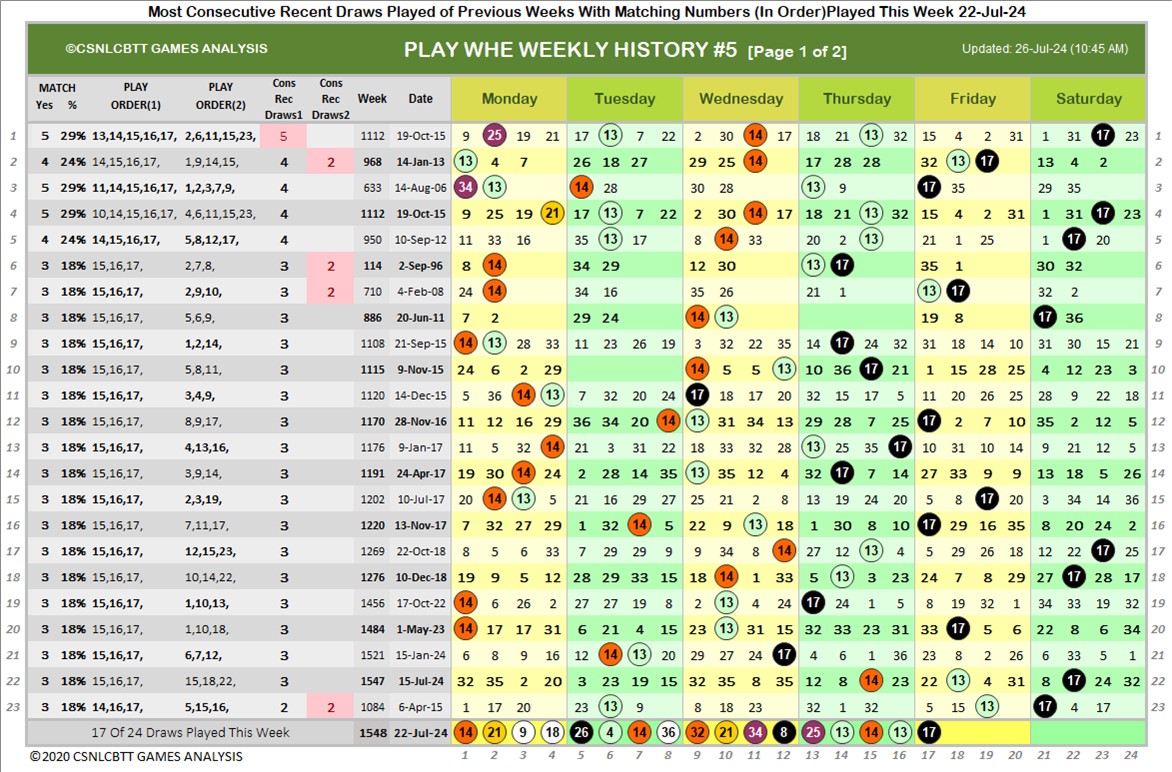 Most Consecutive Recent Draws Played of Previous Weeks With Matching Numbers (In Order)Played This Week 22-Jul-24
©CSNLCBTT GAMES ANALYSIS PLAY WHE WEEKLY HISTORY #5 [Page 1 of 2] Updated: 26-Jul-24 (10:45 AM)
MATCH Yes % PLAY ORDER(1) PLAY ORDER(2) Cons Rec Draws1 Cons Rec Draws2 Week Date Monday Tuesday Wednesday Thursday Friday Saturday
1 5 29% 13,14,15,16,17, 2,6,11,15,23, 5 1112 19-Oct-15 9 25 19 21 17 13 7 22 2 30 14 17 18 21 13 32 15 4 2 31 1 31 17 23 1
2 4 24% 14,15,16,17, 1,9,14,15, 4 2 968 14-Jan-13 13 4 7 26 18 27 29 25 14 17 28 28 32 13 17 13 4 2 2
3 5 29% 11,14,15,16,17, 1,2,3,7,9, 4 633 14-Aug-06 34 13 14 28 30 28 13 9 17 35 29 35 3
4 5 29% 10,14,15,16,17, 4,6,11,15,23, 4 1112 19-Oct-15 9 25 19 21 17 13 7 22 2 30 14 17 18 21 13 32 15 4 2 31 1 31 17 23 4
5 4 24% 14,15,16,17, 5,8,12,17, 4 950 10-Sep-12 11 33 16 35 13 17 8 14 33 20 2 13 21 1 25 1 17 20 5
6 3 18% 15,16,17, 2,7,8, 3 2 114 2-Sep-96 8 14 34 29 12 30 13 17 35 1 30 32 6
7 3 18% 15,16,17, 2,9,10, 3 2 710 4-Feb-08 24 14 34 16 35 26 21 1 13 17 32 2 7
8 3 18% 15,16,17, 5,6,9, 3 886 20-Jun-11 7 2 29 24 14 13 19 8 17 36 8
9 3 18% 15,16,17, 1,2,14, 3 1108 21-Sep-15 14 13 28 33 11 23 26 19 3 32 22 35 14 17 24 32 31 18 14 10 31 30 15 21 9
10 3 18% 15,16,17, 5,8,11, 3 1115 9-Nov-15 24 6 2 29 14 5 5 13 10 36 17 21 1 15 28 25 4 12 23 3 10
11 3 18% 15,16,17, 3,4,9, 3 1120 14-Dec-15 5 36 14 13 7 32 20 24 17 18 17 20 32 15 17 5 11 20 26 25 28 9 22 18 11
12 3 18% 15,16,17, 8,9,17, 3 1170 28-Nov-16 11 12 16 29 36 34 20 14 13 31 34 13 29 28 7 25 17 2 7 10 35 2 12 5 12
13 3 18% 15,16,17, 4,13,16, 3 1176 9-Jan-17 11 5 32 14 21 3 31 22 18 33 32 28 13 25 35 17 10 31 10 14 9 21 12 5 13
14 3 18% 15,16,17, 3,9,14, 3 1191 24-Apr-17 19 30 14 24 2 28 14 35 13 35 12 4 32 17 7 14 27 33 9 9 13 18 5 26 14
15 3 18% 15,16,17, 2,3,19, 3 1202 10-Jul-17 20 14 13 5 21 16 29 27 25 21 2 8 13 19 24 20 5 8 17 20 3 34 14 36 15
16 3 18% 15,16,17, 7,11,17, 3 1220 13-Nov-17 7 32 27 29 1 32 14 5 22 9 13 18 1 30 8 10 17 29 16 35 8 20 24 2 16
17 3 18% 15,16,17, 12,15,23, 3 1269 22-Oct-18 8 5 6 33 7 29 29 9 9 34 8 14 27 12 13 4 5 29 26 18 12 22 17 25 17
18 3 18% 15,16,17, 10,14,22, 3 1276 10-Dec-18 19 9 5 12 28 29 33 15 18 14 1 33 5 13 3 23 24 7 8 29 27 17 28 17 18
19 3 18% 15,16,17, 1,10,13, 3 1456 17-Oct-22 14 6 26 2 27 27 19 8 2 13 4 24 17 24 1 5 8 19 32 1 34 33 19 32 19
20 3 18% 15,16,17, 1,10,18, 3 1484 1-May-23 14 17 17 31 6 21 4 15 23 13 31 15 32 33 23 31 33 17 5 6 22 8 6 34 20
21 3 18% 15,16,17, 6,7,12, 3 1521 15-Jan-24 6 8 9 16 12 14 13 20 29 27 24 17 4 6 1 36 23 8 2 26 6 33 5 1 21
22 3 18% 15,16,17, 15,18,22, 3 1547 15-Jul-24 32 35 2 20 3 23 19 15 32 35 8 35 12 8 14 23 22 13 4 31 8 17 24 32 22
23 3 18% 14,16,17, 5,15,16, 2 2 1084 6-Apr-15 1 17 20 23 13 9 8 18 23 32 1 32 5 15 13 17 4 17 23
17 Of 24 Draws Played This Week 1548 22-Jul-24 14 21 9 18 26 4 14 36 32 21 34 8 25 13 14 13 17
©2020 CSNLCBTT GAMES ANALYSIS 1 2 3 4 5 6 7 8 9 10 11 12 13 14 15 16 17 18 19 20 21 22 23 24